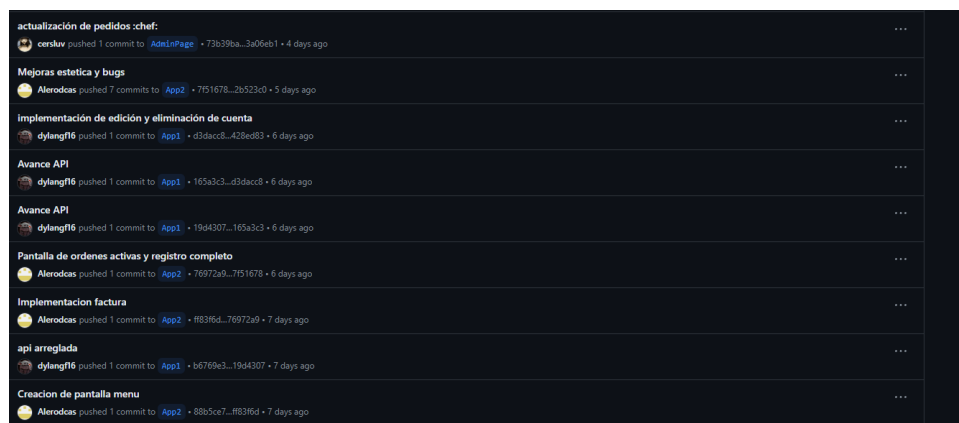 actualización de pedidos :chef:
cersluv pushed 1 commit to AdminPage • 73b39ba...3a06eb1 • 4 days ago
Mejoras estetica y bugs
Alerodcas pushed 7 commits to App2 • 7f51678...2b523c0 • 5 days ago
implementación de edición y eliminación de cuenta
dylangf16 pushed 1 commit to App1 • d3dacc8...428ed83 • 6 days ago
Avance API
dylangf16 pushed 1 commit to App1 • 165a3c3...d3dacc8 • 6 days ago
Avance API
dylangf16 pushed 1 commit to App1 • 19d4307...165a3c3 • 6 days ago
Pantalla de ordenes activas y registro completo
Alerodcas pushed 1 commit to App2 • 76972a9...7f51678 • 6 days ago
Implementacion factura
Alerodcas pushed 1 commit to App2 • ff83f6d...76972a9 • 7 days ago
api arreglada
dylangf16 pushed 1 commit to App1 • b6769e3...19d4307 • 7 days ago
Creacion de pantalla menu
Alerodcas pushed 1 commit to App2 • 88b5ce7...ff83f6d • 7 days ago